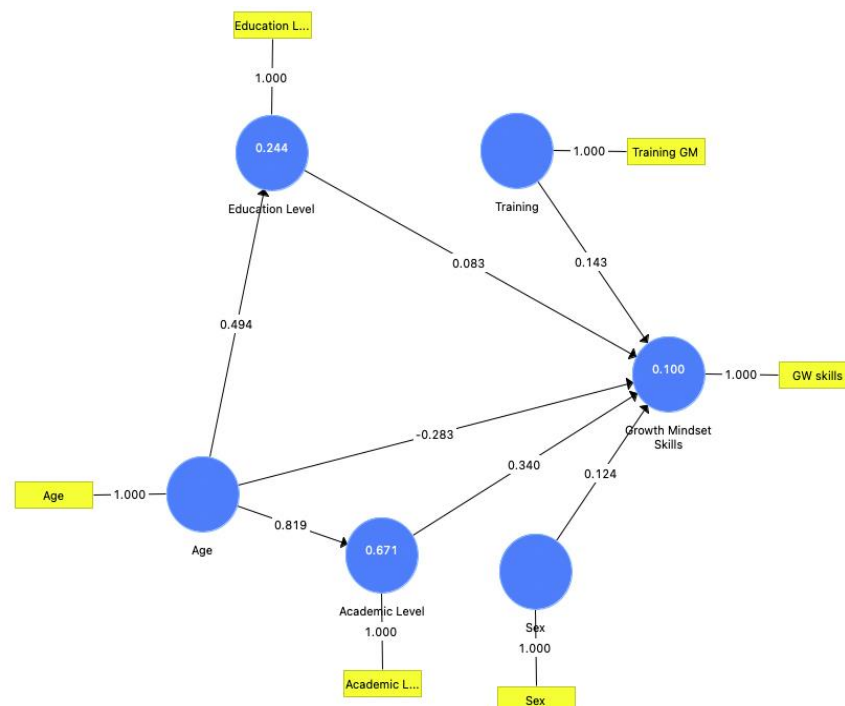 Education L...
1.000
0.244
Education Level
1.000
Training GM
Training
0.083
0.143
0.494
0.100
1.000
GW skills
Growth Mindset
Skills
-0.283
0.340
0.124
Age
1.000
Age
0.819
0.671
Academic Level
1.000
Academic L...
Sex
1.000
Sex